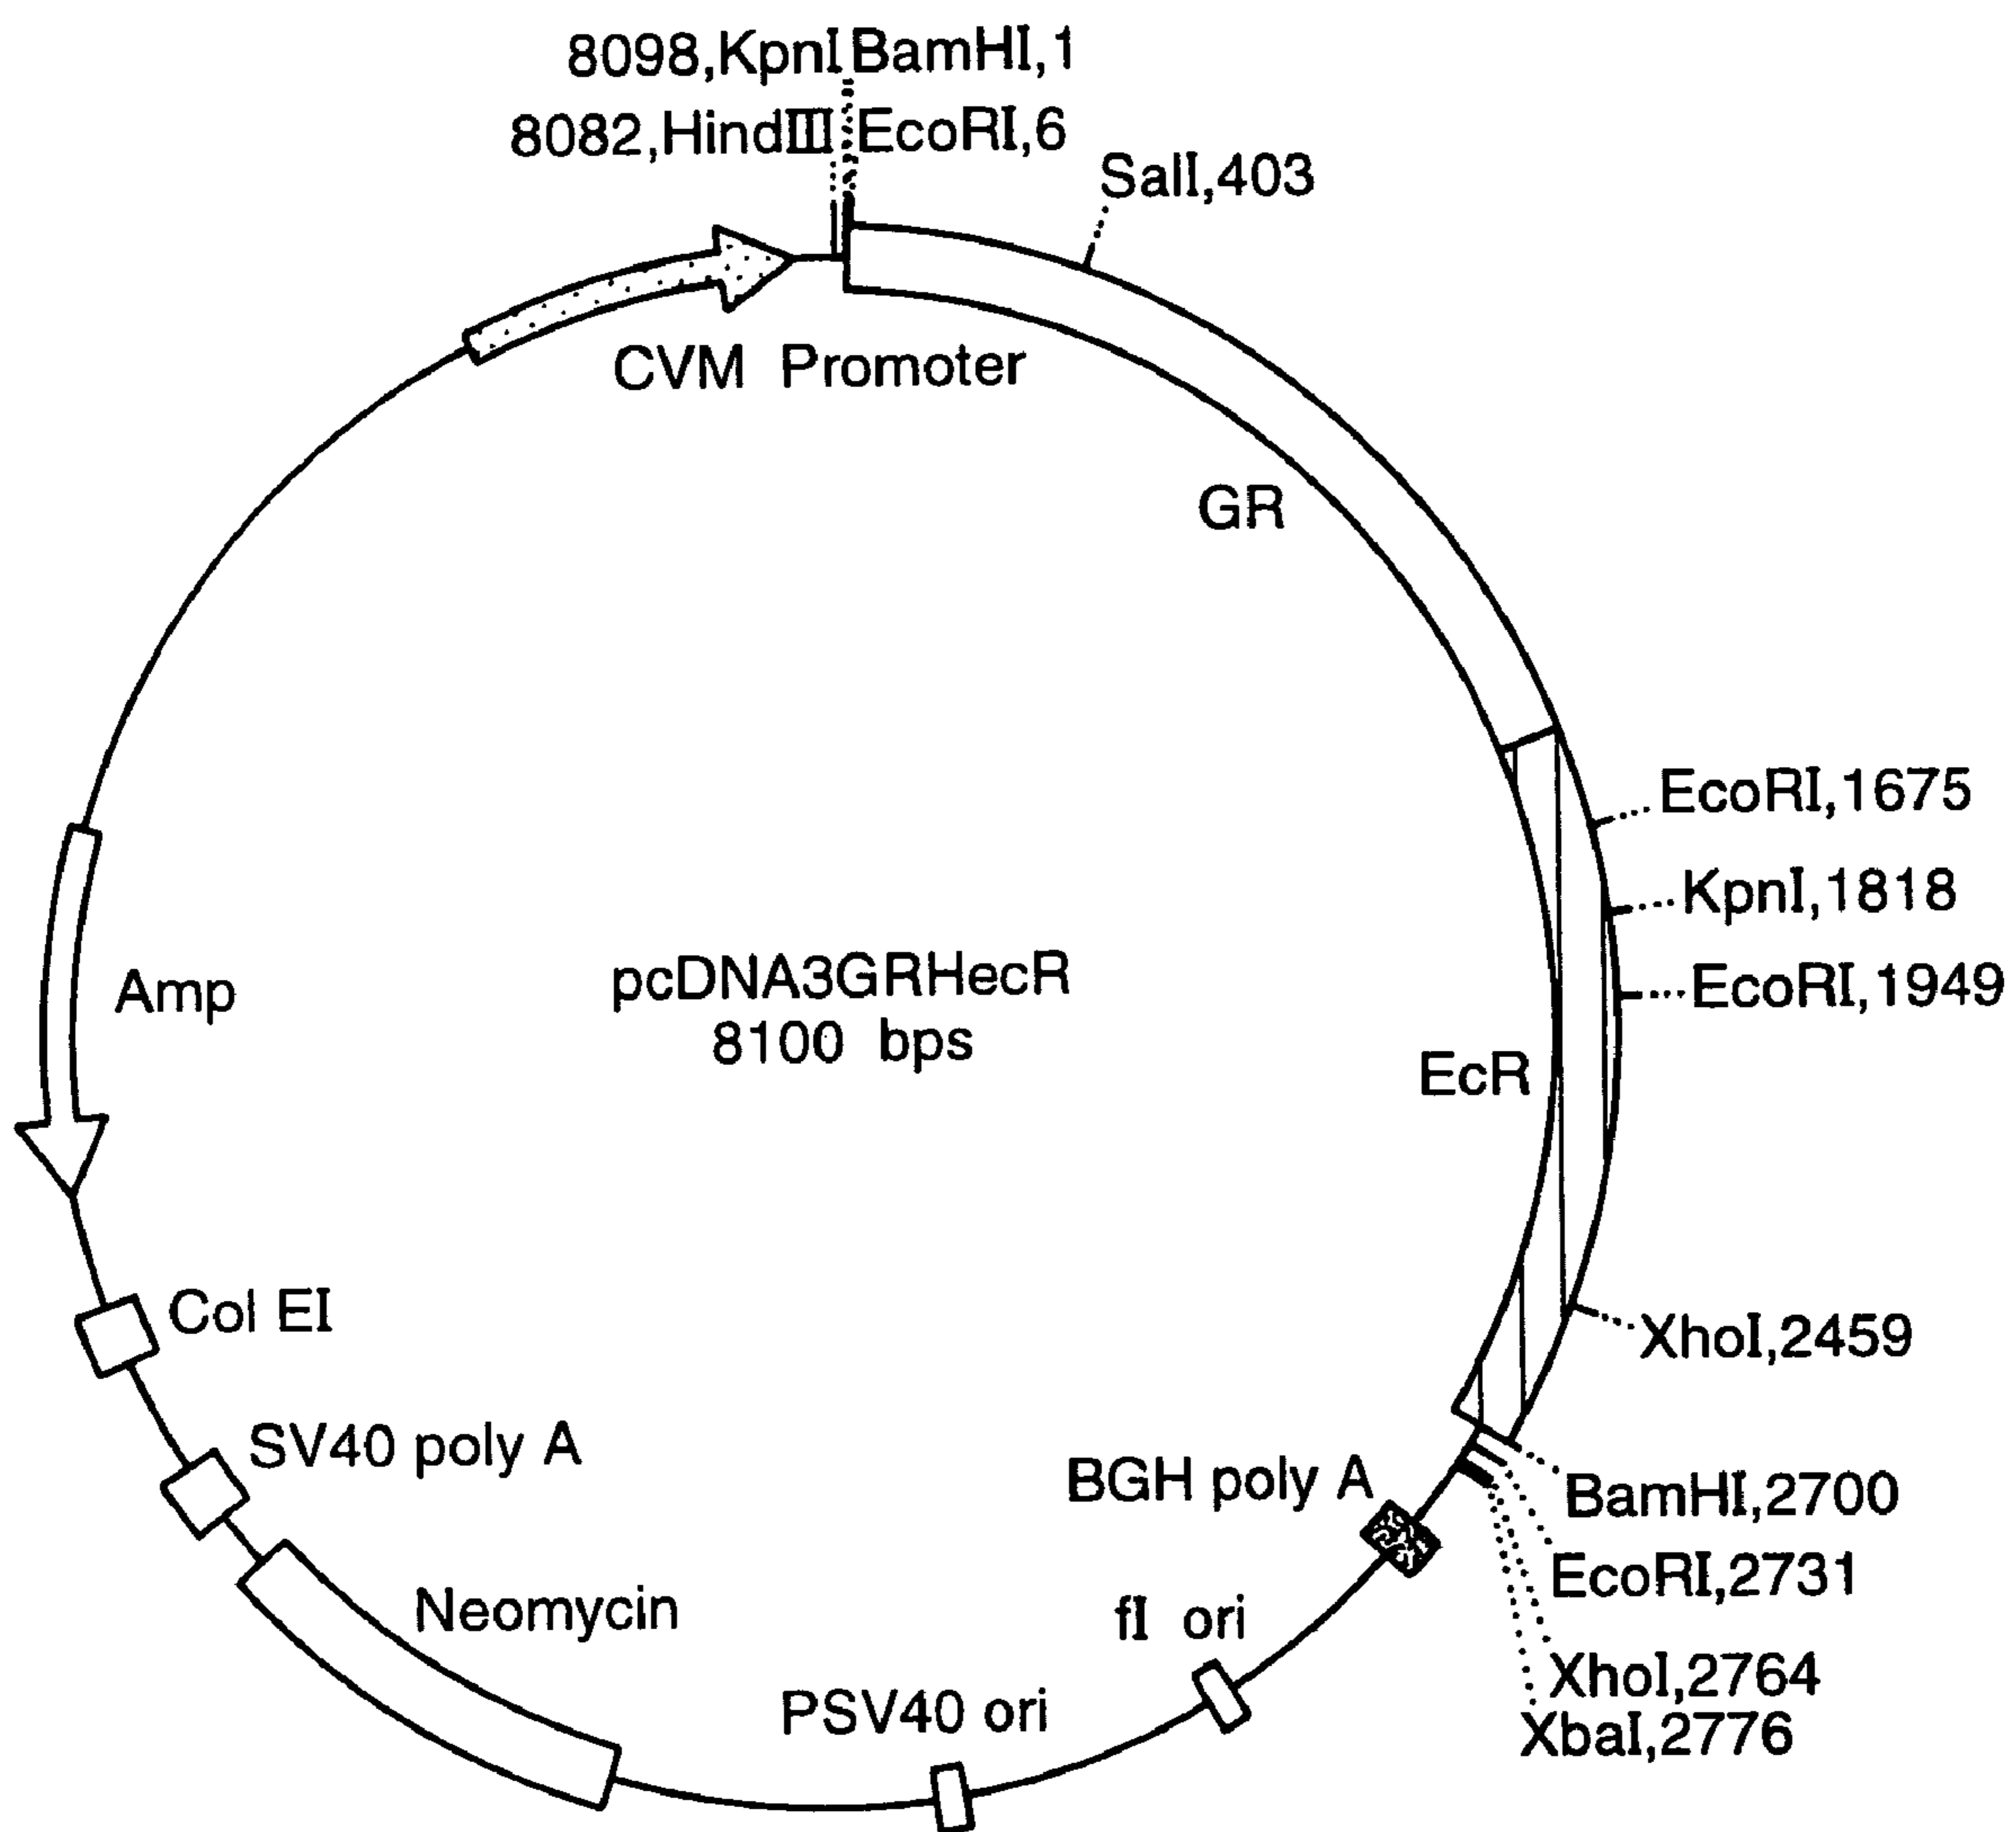 8098,KpnI BamHI,1
8082,HindIII EcoRI,6
SalI,403
CVM Promoter
GR
EcoRI,1675
KpnI,1818
EcoRI,1949
pcDNA3GRHecR
8100 bps
Amp
EcR
Col EI
XhoI,2459
SV40 poly A
BGH poly A
BamHI,2700
EcoRI,2731
Neomycin
fI ori
XhoI,2764
PSV40 ori
XbaI,2776